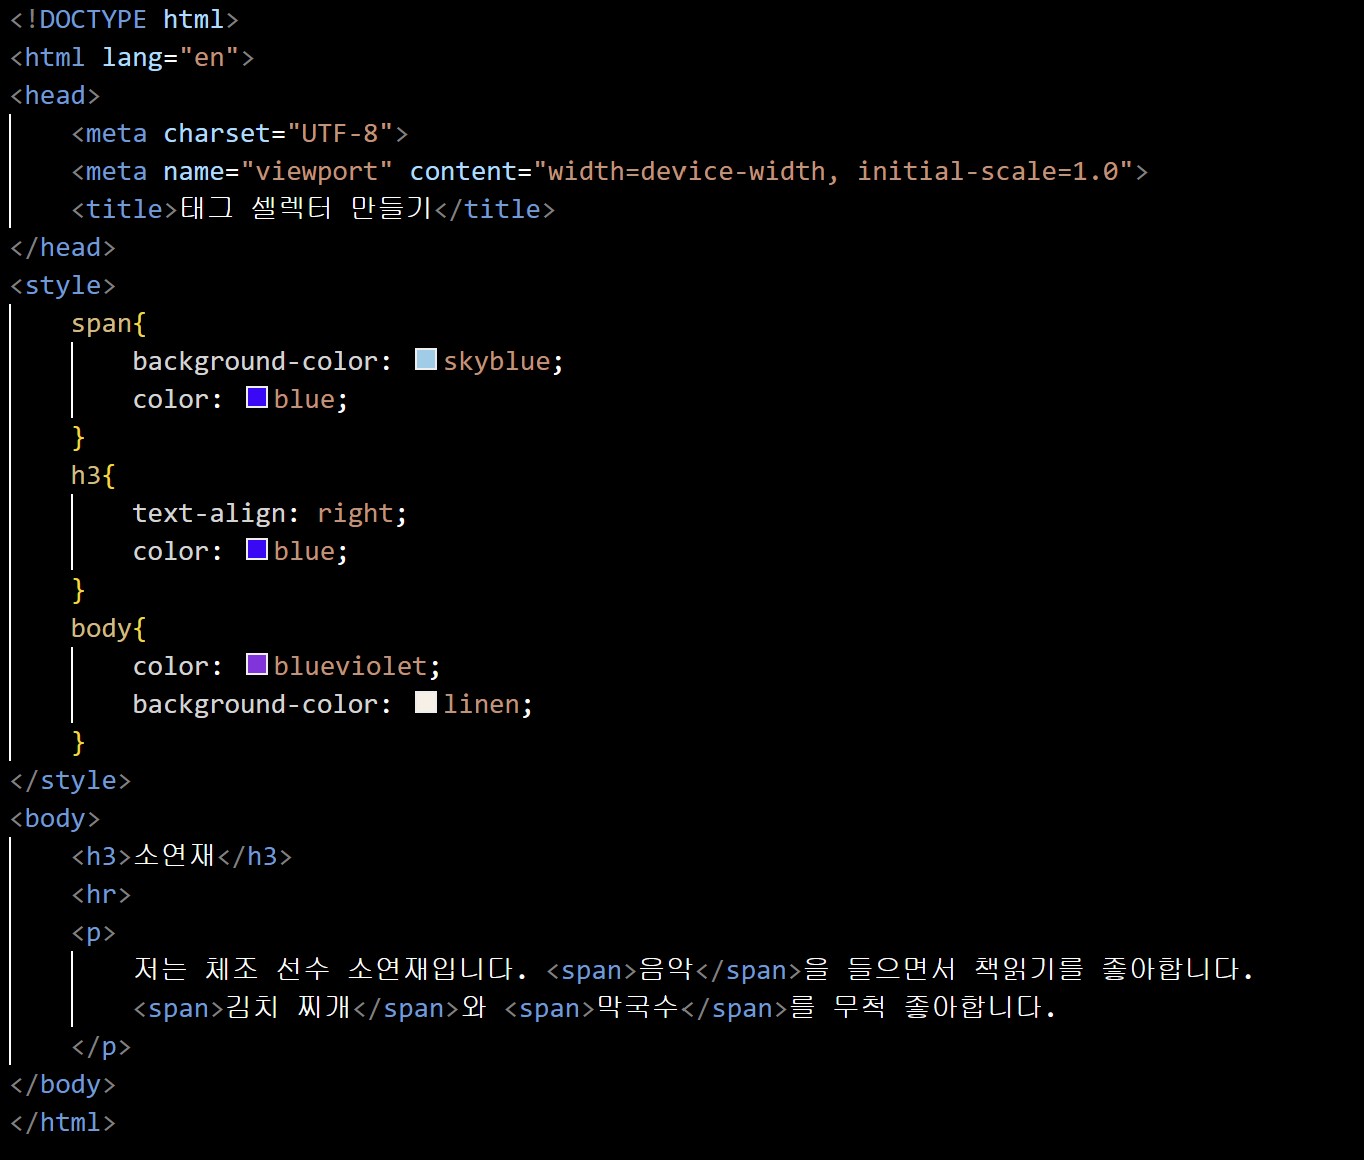 <!DOCTYPE html>
<html lang="en">
<head>
    <meta charset="UTF-8">
    <meta name="viewport" content="width=device-width, initial-scale=1.0">
    <title>태그 셀렉터 만들기</title>
</head>
<style>
    span{
        background-color: skyblue;
        color: blue;
    }
    h3{
        text-align: right;
        color: blue;
    }
    body{
        color: blueviolet;
        background-color: linen;
    }
</style>
<body>
    <h3>소연재</h3>
    <hr>
    <p>
        저는 체조 선수 소연재입니다. <span>음악</span>을 들으면서 책읽기를 좋아합니다.
        <span>김치 찌개</span>와 <span>막국수</span>를 무척 좋아합니다.
    </p>
</body>
</html>